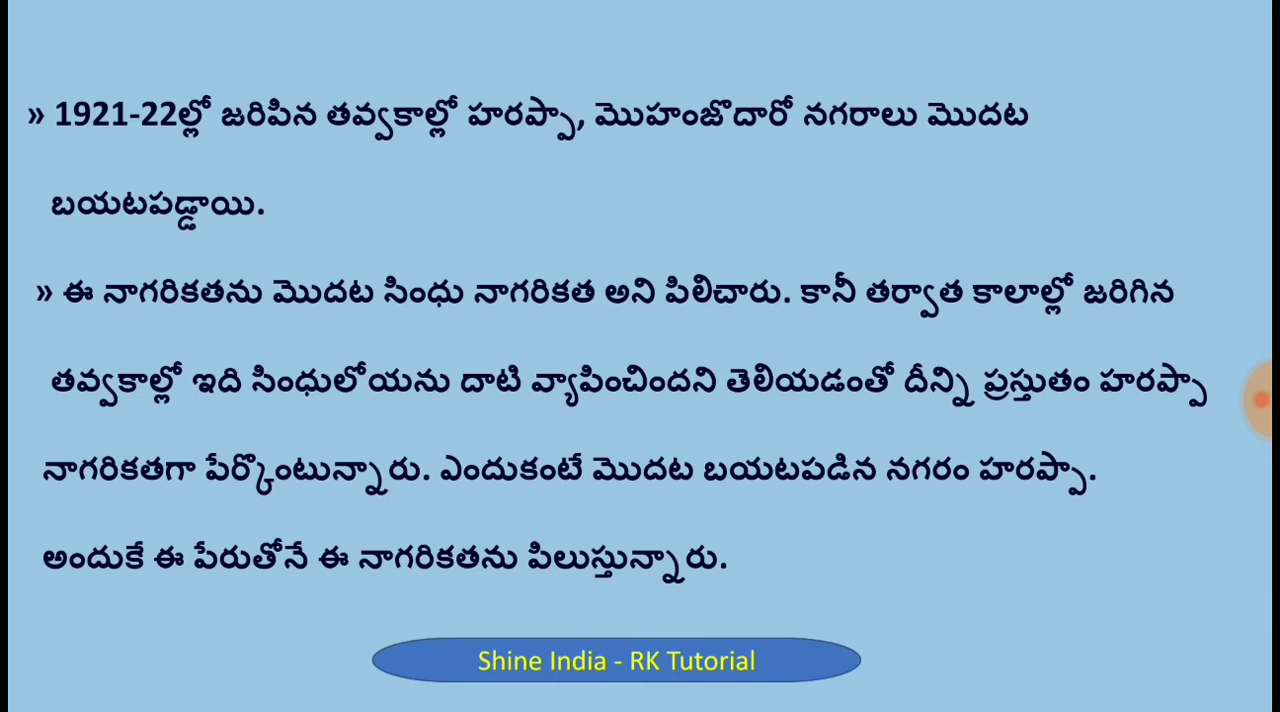 » 1921-22ల్లో జరిపిన తవ్వకాల్లో హరప్పా, మొహంజొదారో నగరాలు మొదట
బయటపడ్డాయి.
» ఈ నాగరికతను మొదట సింధు నాగరికత అని పిలిచారు. కానీ తర్వాత కాలాల్లో జరిగిన
తవ్వకాల్లో ఇది సింధులోయను దాటి వ్యాపించిందని తెలియడంతో దీన్ని ప్రస్తుతం హరప్పా
నాగరికతగా పేర్కొంటున్నారు. ఎందుకంటే మొదట బయటపడిన నగరం హరప్పా.
అందుకే ఈ పేరుతోనే ఈ నాగరికతను పిలుస్తున్నారు.
Shine India - RK Tutorial